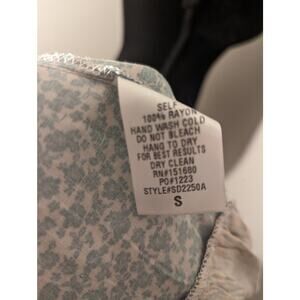 SELF
100% RAYON
HAND WASH COLD
DO NOT BLEACH
HANG TO DRY
FOR BEST RESULTS
DRY CLEAN
RN#151680
PO#1223
STYLE#SD2250A
S